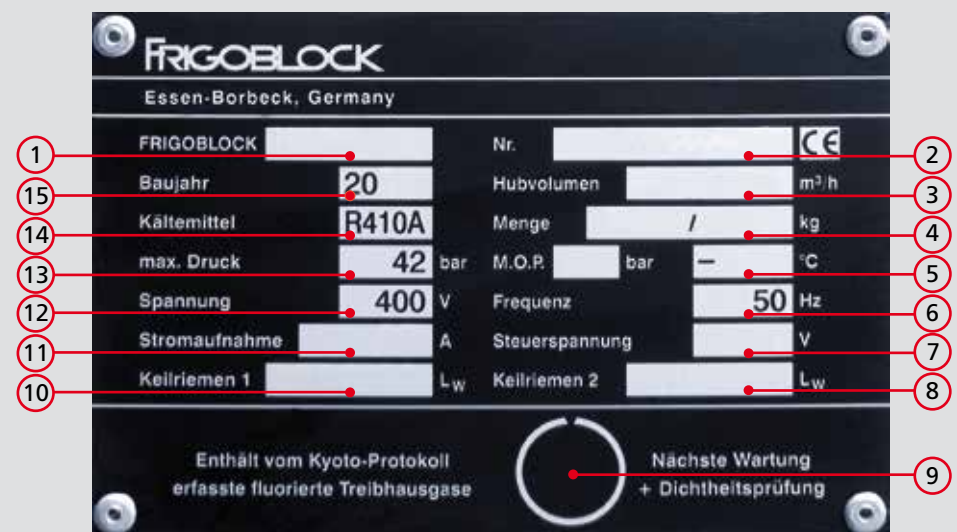 FRIGOBLOCK
Essen-Borbeck, Germany
FRIGOBLOCK Nr. CE
Baujahr 20 Hubvolumen m³/h
Kältemittel R410A Menge / kg
max. Druck 42 bar M.O.P. bar – °C
Spannung 400 V Frequenz 50 Hz
Stromaufnahme A Steuerspannung V
Keilriemen 1 LW Keilriemen 2 LW
Enthält vom Kyoto-Protokoll
erfasste fluorierte Treibhausgase
Nächste Wartung
+ Dichtheitsprüfung
1
15
14
13
12
11
10
2
3
4
5
6
7
8
9